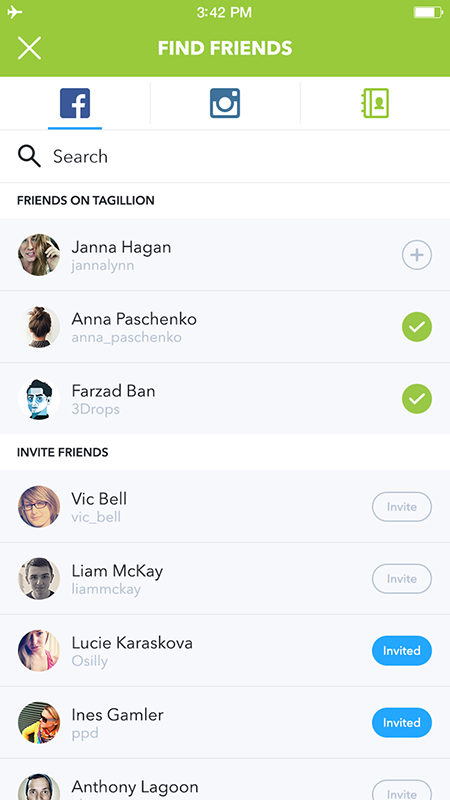 3:42 PM
FIND FRIENDS
Search
FRIENDS ON TAGILLION
Janna Hagan
jannalynn
Anna Paschenko
anna_paschenko
Farzad Ban
3Drops
INVITE FRIENDS
Vic Bell
vic_bell
Invite
Liam McKay
liammckay
Invite
Lucie Karaskova
Osilly
Invited
Ines Gamler
ppd
Invited
Anthony Lagoon
Invite